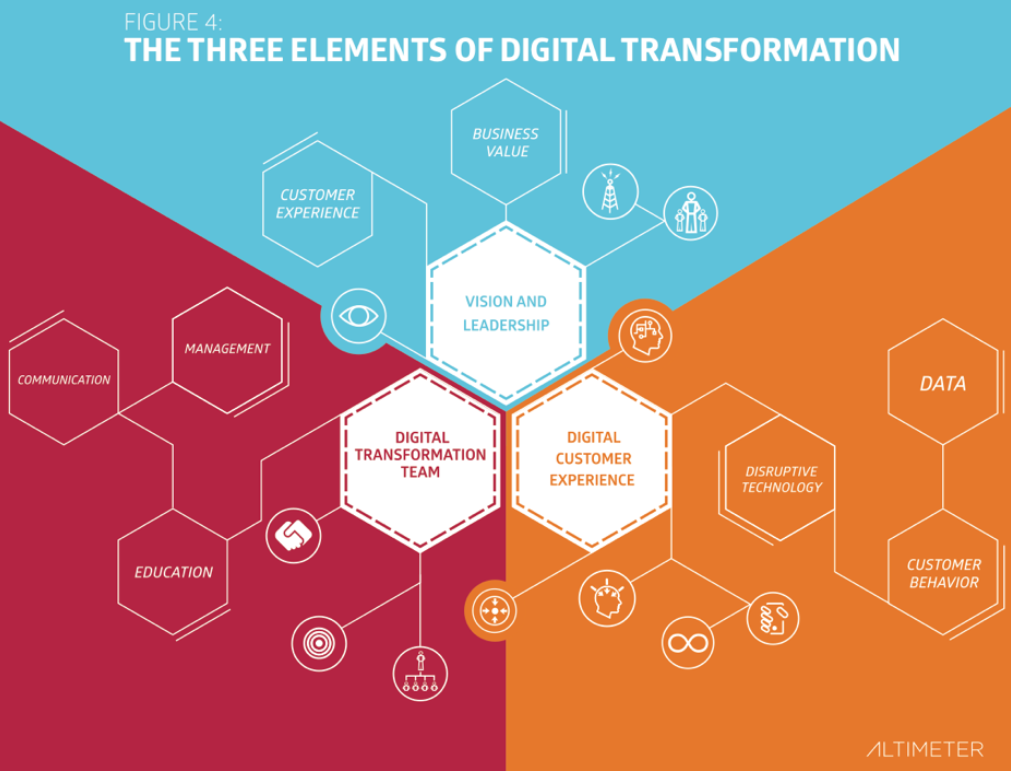 FIGURE 4:
THE THREE ELEMENTS OF DIGITAL TRANSFORMATION
BUSINESS
VALUE
CUSTOMER
EXPERIENCE
VISION AND
LEADERSHIP
MANAGEMENT
COMMUNICATION
EDUCATION
DIGITAL
TRANSFORMATION
TEAM
DIGITAL
CUSTOMER
EXPERIENCE
DISRUPTIVE
TECHNOLOGY
DATA
CUSTOMER
BEHAVIOR
ALTIMETER